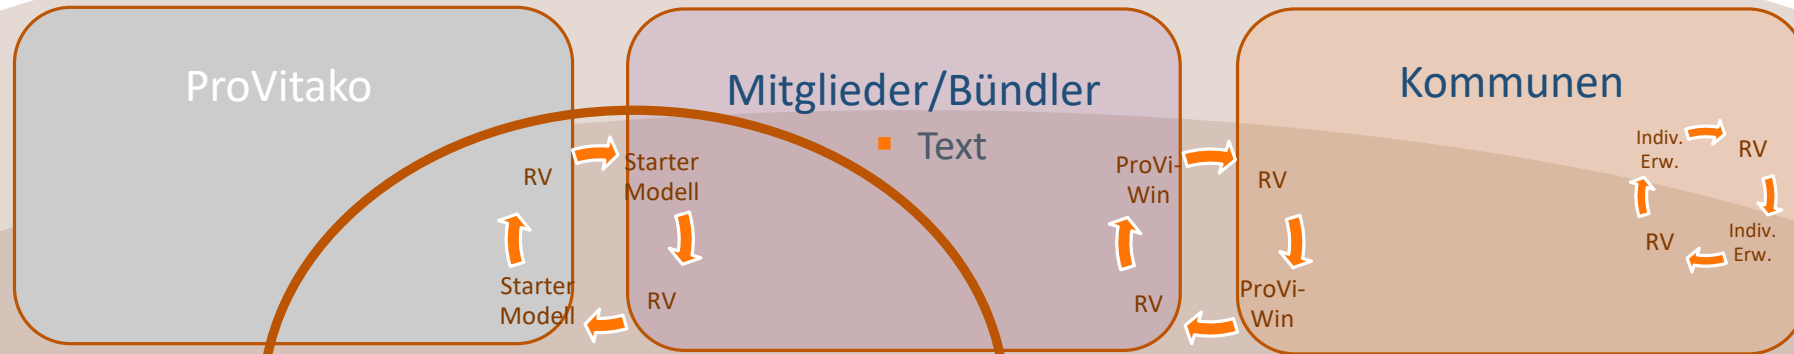 ProVitako
RV
Starter
Modell
Starter
Modell
RV
Mitglieder/Bündler
Text
ProVi-
Win
RV
Kommunen
RV
ProVi-
Win
Indiv.
Erw.
RV
Indiv.
Erw.
RV